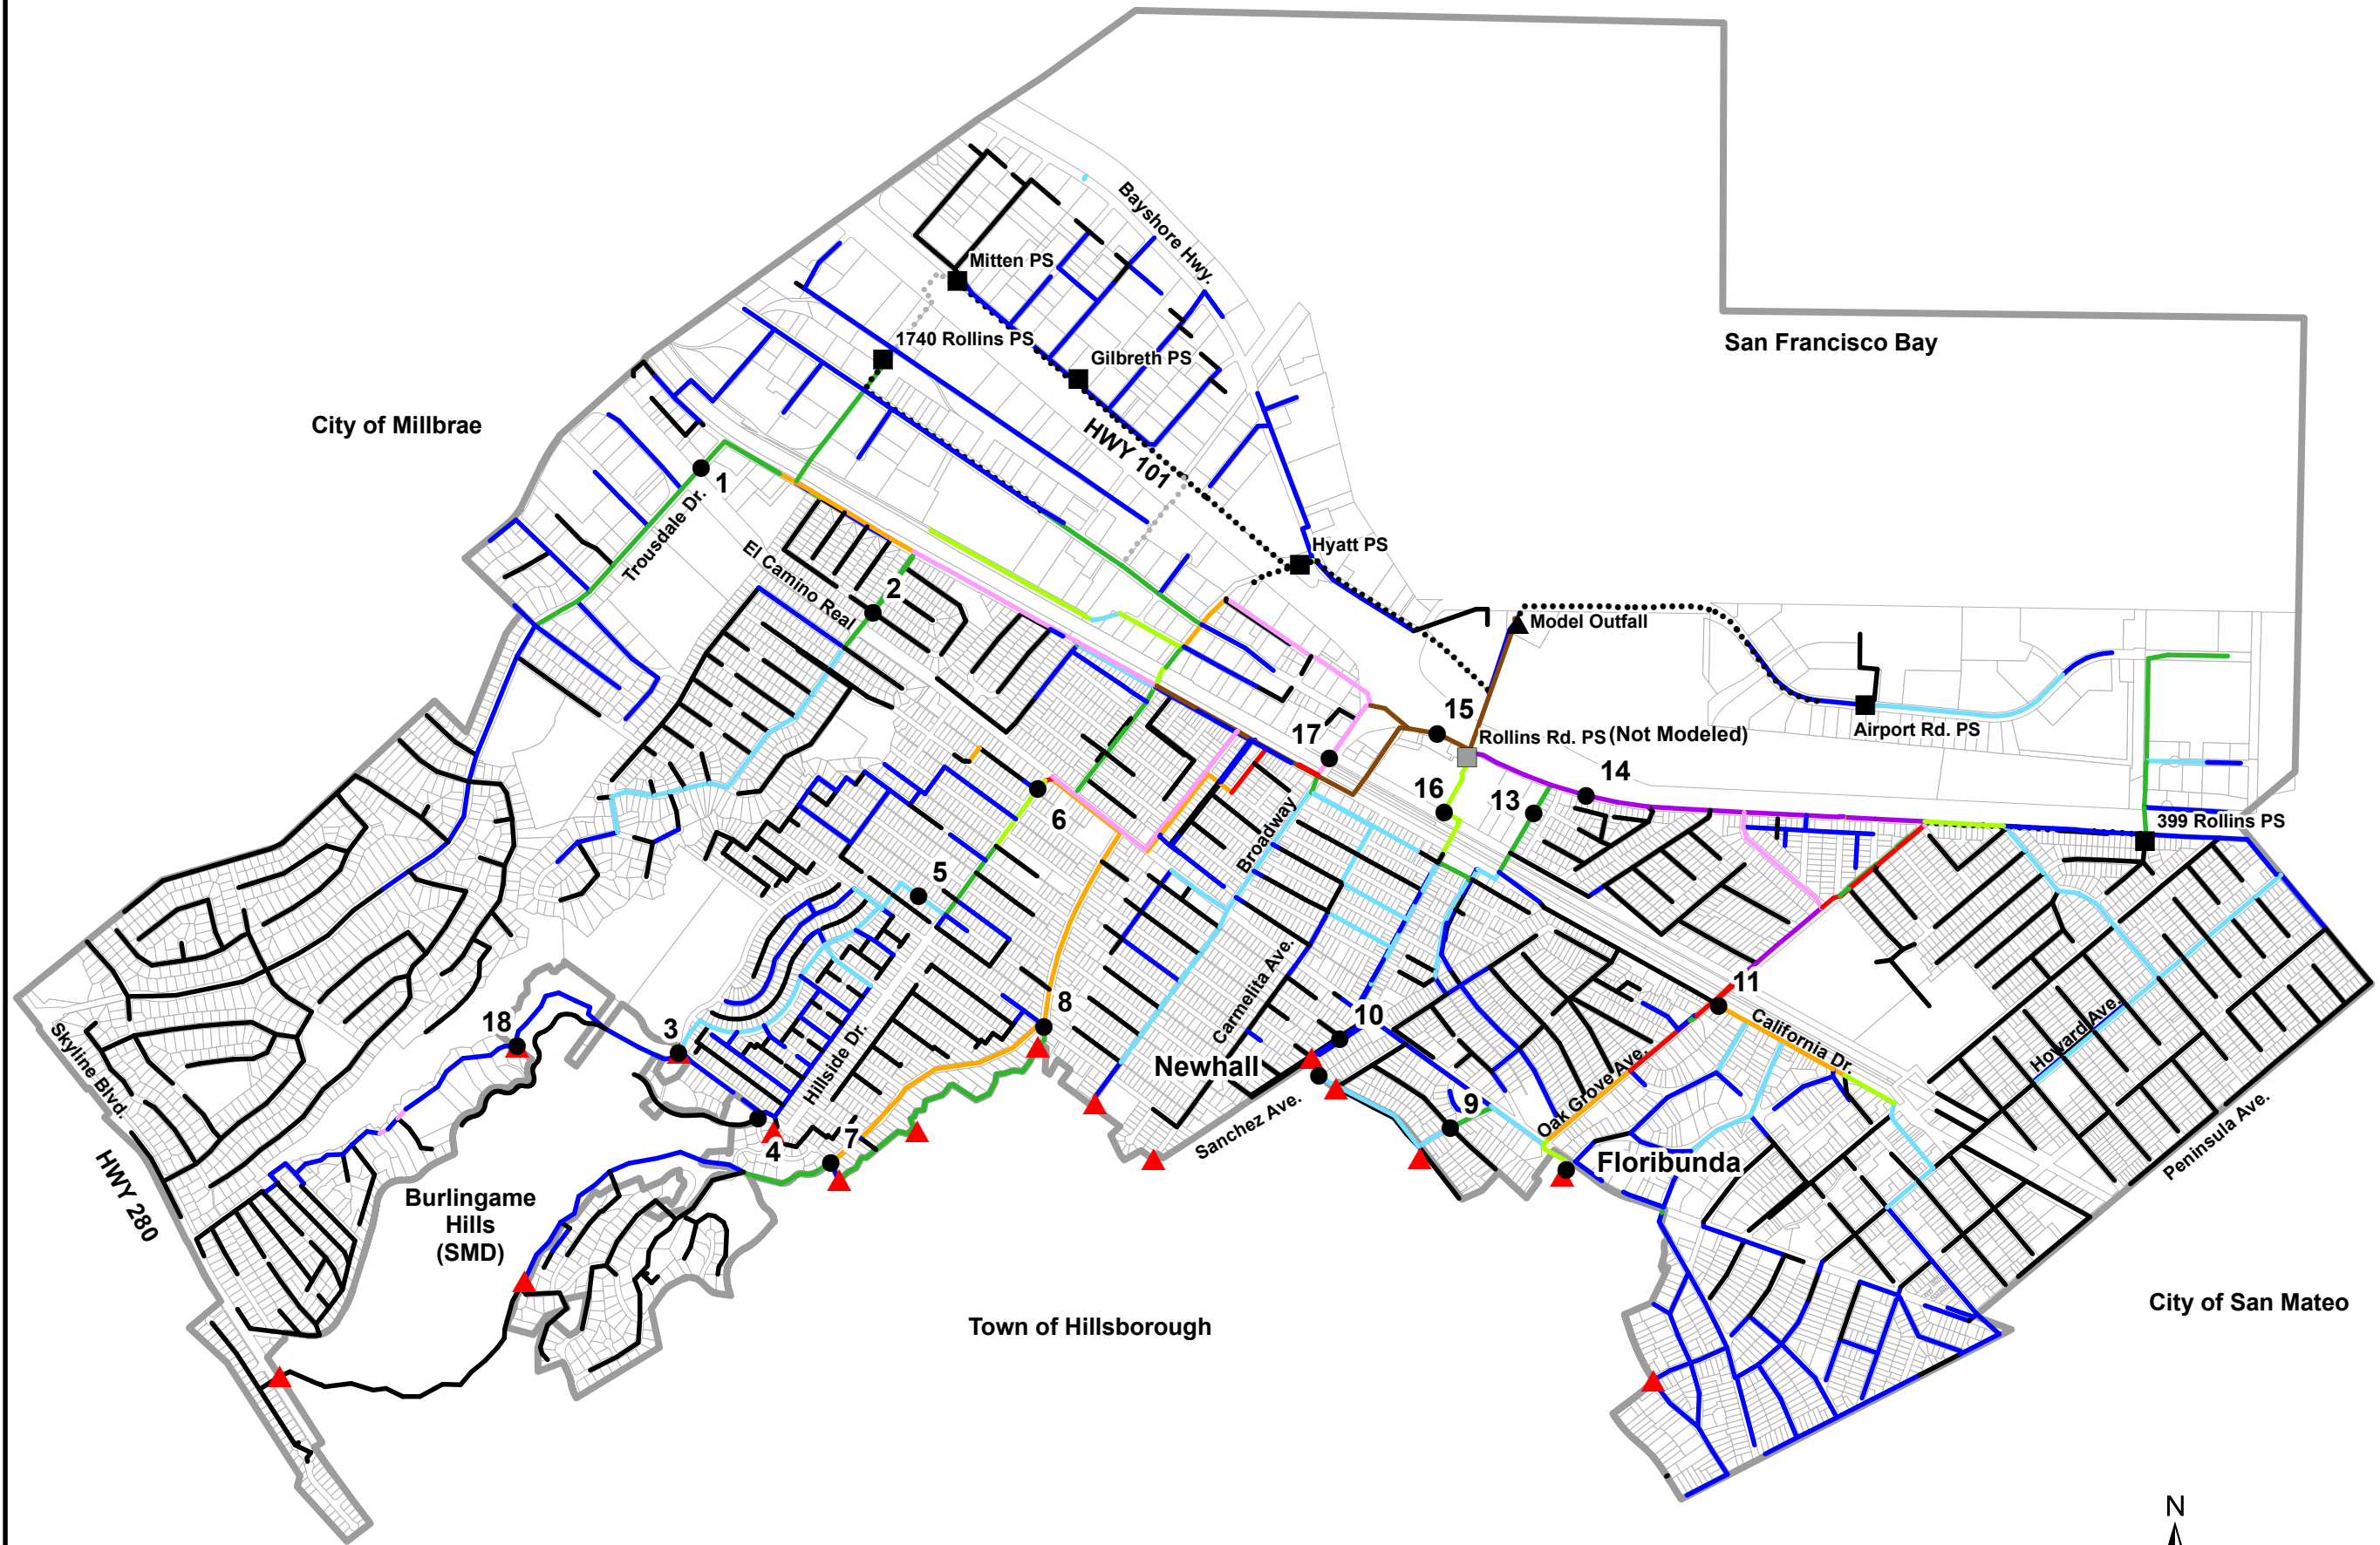 Bayshore Hwy.
Mitten PS
1740 Rollins PS
Gilbreth PS
San Francisco Bay
City of Millbrae
HWY 101
1
Trousdale Dr.
El Camino Real
2
Hyatt PS
Model Outfall
15
17
Rollins Rd. PS (Not Modeled)
Airport Rd. PS
14
16
13
6
399 Rollins PS
Broadway
5
Carmelita Ave.
8
10
11
3
18
Skyline Blvd.
California Dr.
Howard Ave.
Newhall
Hillside Dr.
Oak Grove Ave.
9
7
4
Sanchez Ave.
Floribunda
Peninsula Ave.
HWY 280
Burlingame
Hills
(SMD)
Town of Hillsborough
City of San Mateo
N